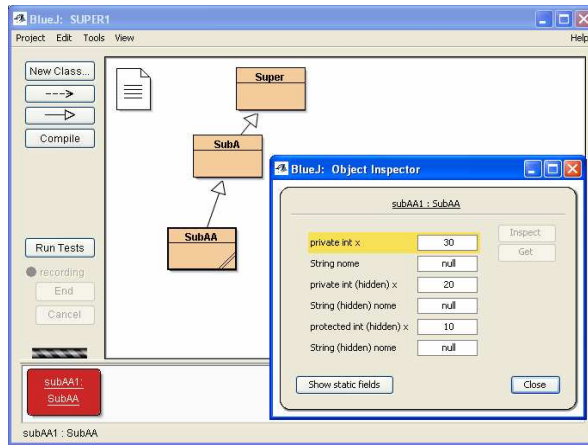 BlueJ: SUPER1
Project Edit Tools View Help
New Class...
--->
Compile
Super
SubA
SubAA
BlueJ: Object Inspector
subAA1 : SubAA
private int x 30
String nome null
private int (hidden) x 20
String (hidden) nome null
protected int (hidden) x 10
String (hidden) nome null
Inspect
Get
Show static fields
Close
Run Tests
recording
End
Cancel
subAA1:
SubAA
subAA1 : SubAA